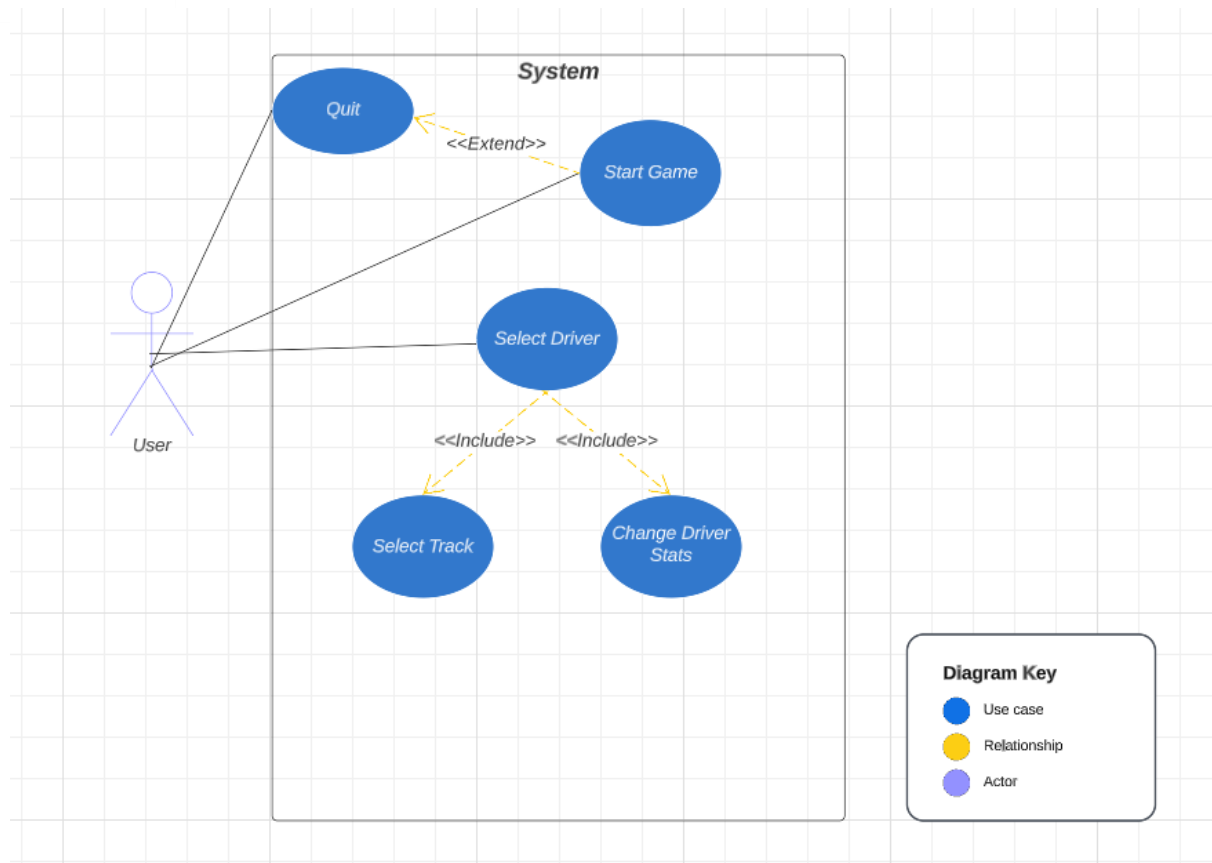 System
Quit
<<Extend>>
Start Game
Select Driver
User
<<Include>>
<<Include>>
Select Track
Change Driver
Stats
Diagram Key
Use case
Relationship
Actor